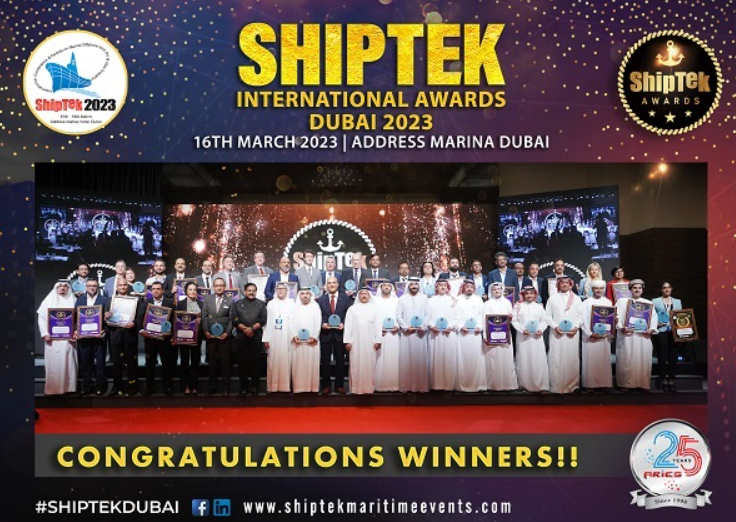 SHIPTEK
INTERNATIONAL AWARDS
DUBAI 2023
16TH MARCH 2023 | ADDRESS MARINA DUBAI
ShipTek 2023
ShipTek
AWARDS
ShipTek
CONGRATULATIONS WINNERS!!
25
YEARS
ARIES
Since 1998
#SHIPTEKDUBAI
www.shiptekmaritimeevents.com